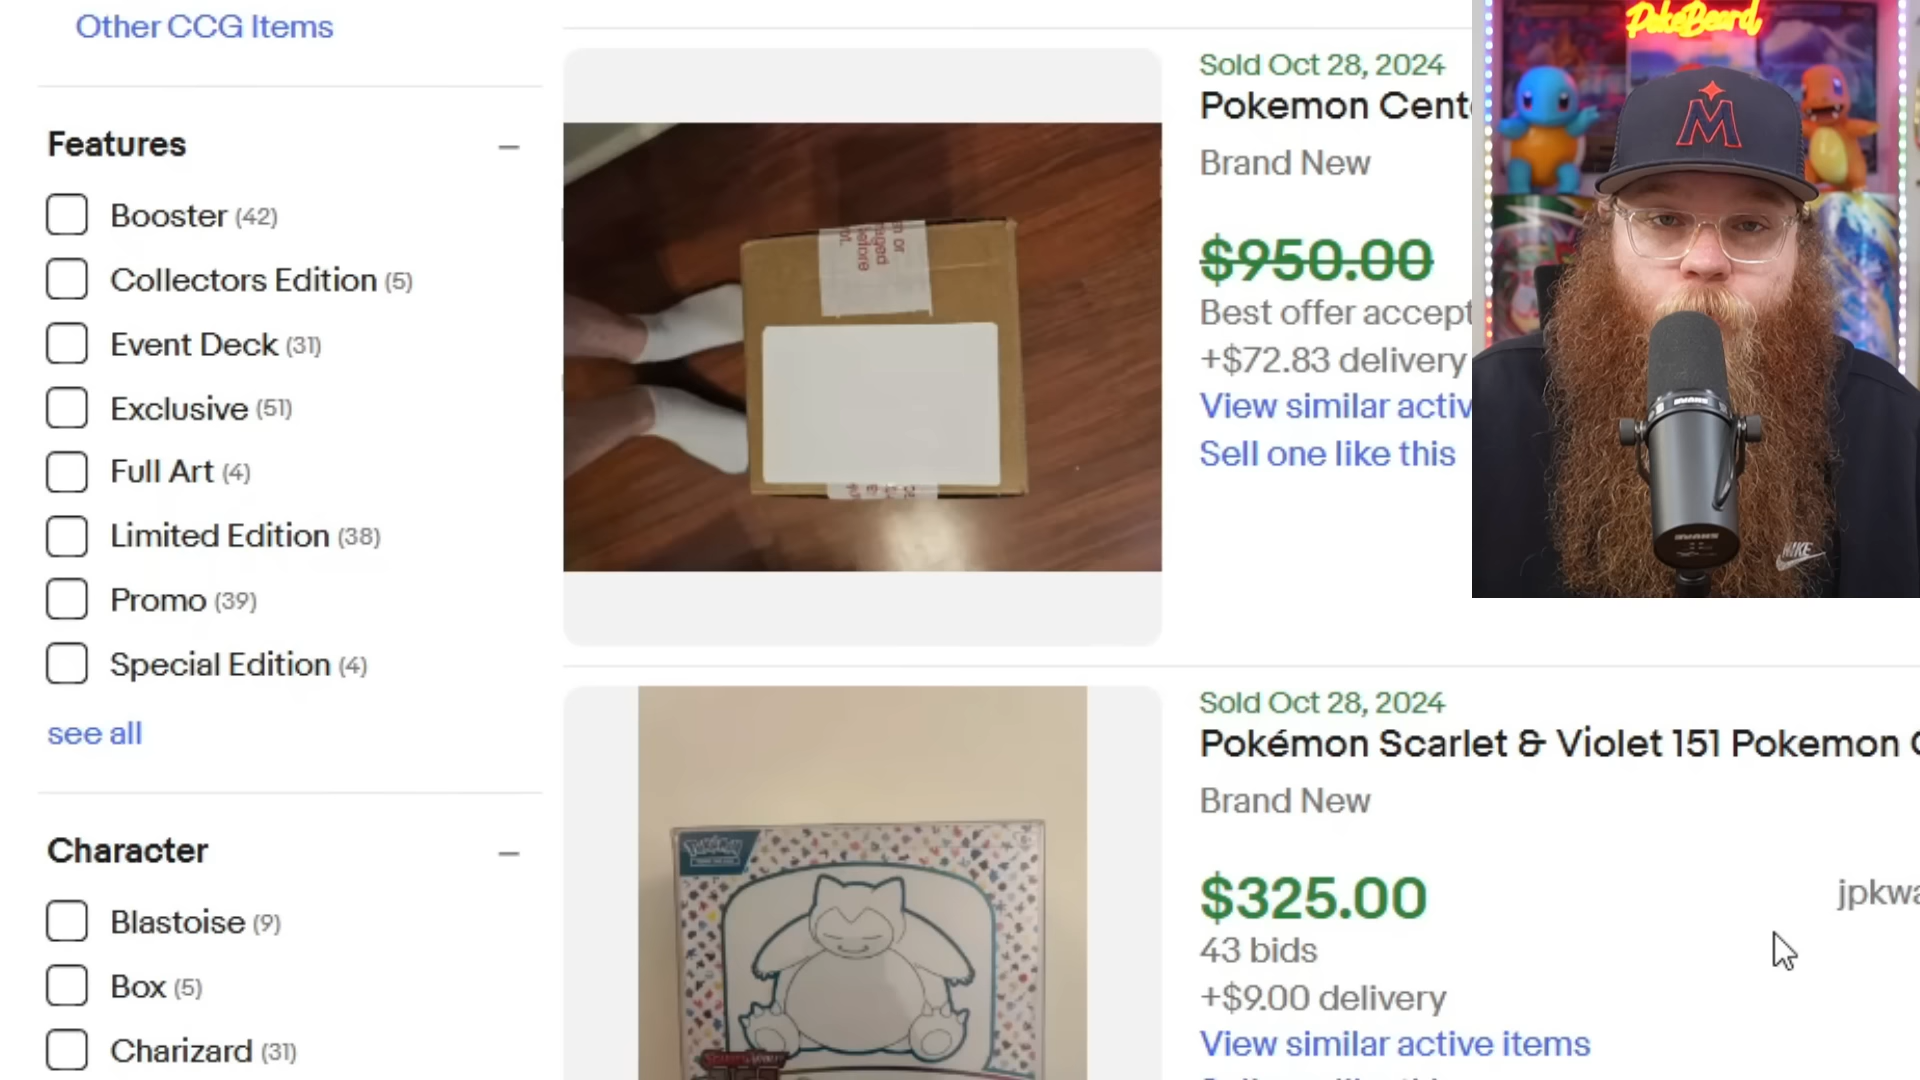 Other CCG Items
Features
Booster (42)
Collectors Edition (5)
Event Deck (31)
Exclusive (51)
Full Art (4)
Limited Edition (38)
Promo (39)
Special Edition (4)
see all
Character
Blastoise (9)
Box (5)
Charizard (31)
Sold Oct 28, 2024
Pokemon Cent
Brand New
$950.00
Best offer accept
+$72.83 delivery
View similar activ
Sell one like this
Sold Oct 28, 2024
Pokémon Scarlet & Violet 151 Pokemon
Brand New
$325.00
43 bids
+$9.00 delivery
View similar active items
jpkwa
PokeBeard
M
NIKE
POKÉMON